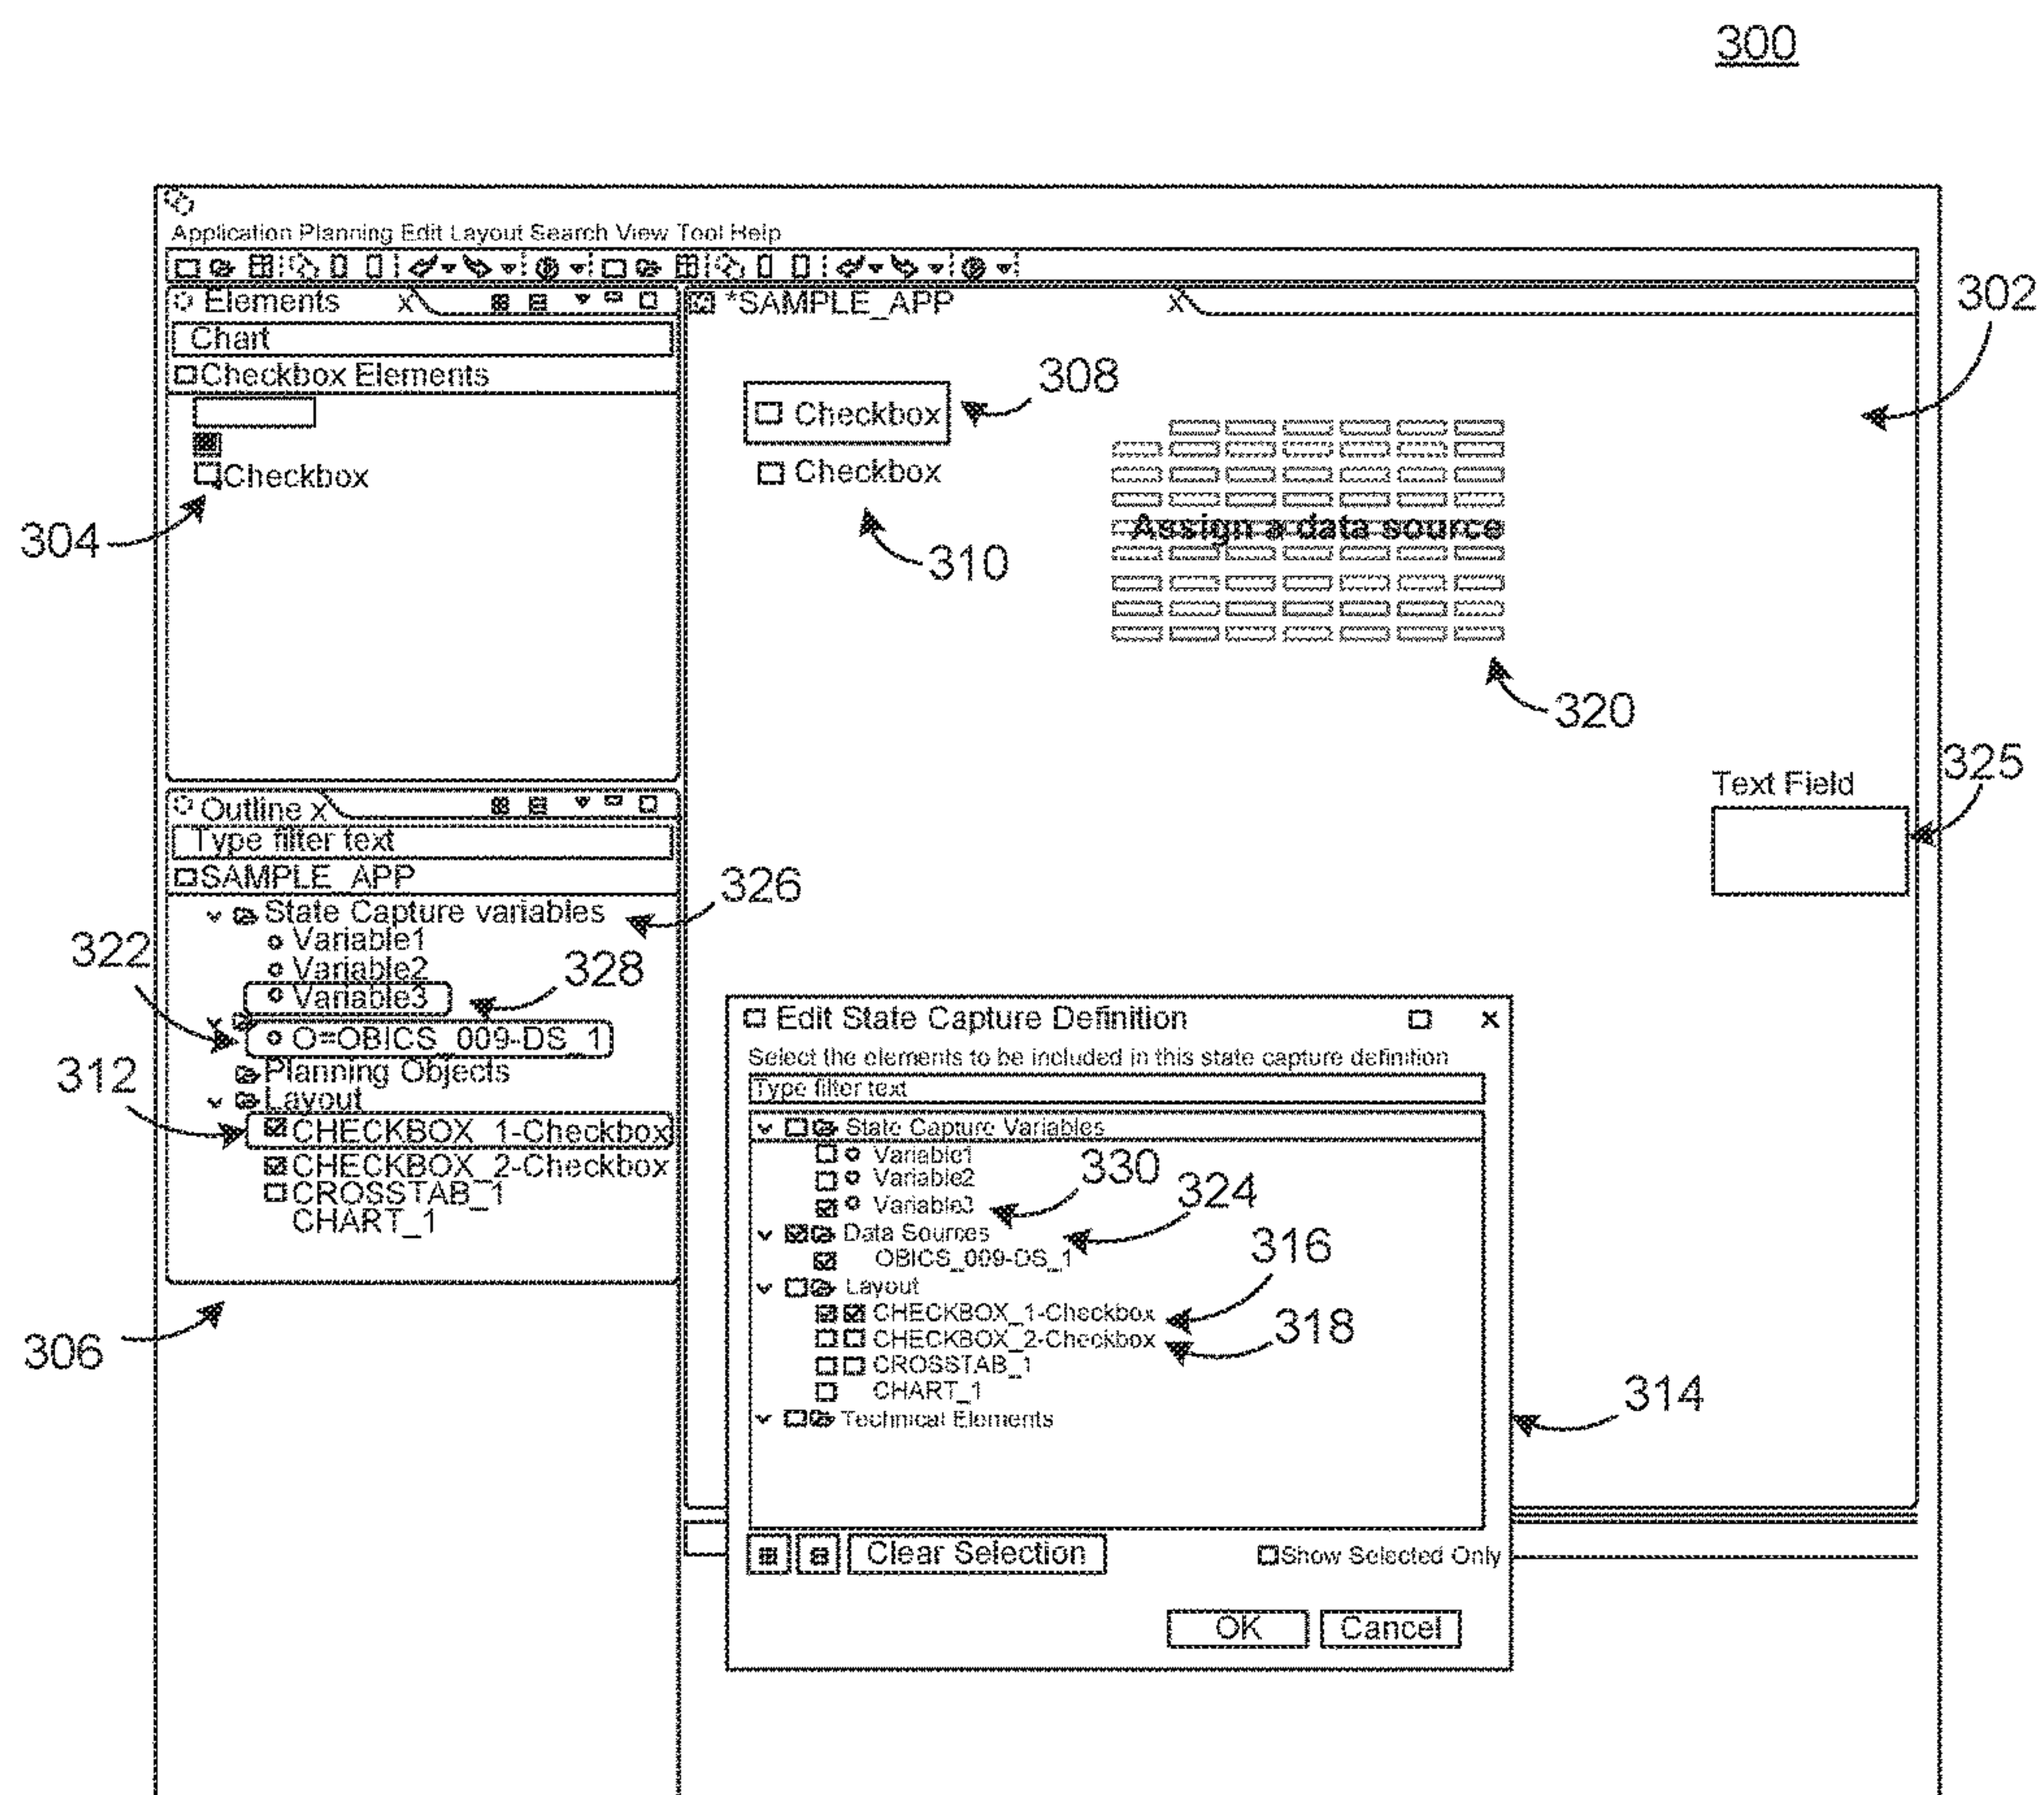 300
Application Planning Edit Layout Search View Tool Help
Elements x
Chart
Checkbox Elements
Checkbox
304
*SAMPLE_APP x
302
308
Checkbox
Checkbox
310
Assign a data source
320
Text Field
325
Outline x
Type filter text
SAMPLE_APP
326
State Capture variables
Variable1
Variable2
Variable3
328
322
O=OBICS_009-DS_1
312
Planning Objects
Layout
CHECKBOX_1-Checkbox
CHECKBOX_2-Checkbox
CROSSTAB_1
CHART_1
306
Edit State Capture Definition x
Select the elements to be included in this state capture definition
Type filter text
State Capture Variables
Variable1
Variable2
Variable3
330
324
Data Sources
OBICS_009-DS_1
316
Layout
CHECKBOX_1-Checkbox
CHECKBOX_2-Checkbox
318
CROSSTAB_1
CHART_1
314
Technical Elements
Clear Selection
Show Selected Only
OK
Cancel